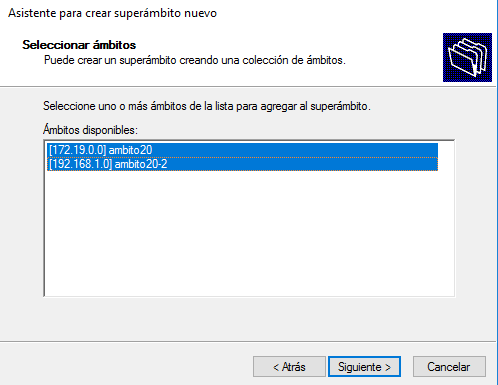 Asistente para crear superámbito nuevo
Seleccionar ámbitos
Puede crear un superámbito creando una colección de ámbitos.
Seleccione uno o más ámbitos de la lista para agregar al superámbito.
Ámbitos disponibles:
[172.19.0.0] ambito20
[192.168.1.0] ambito20-2
< Atrás
Siguiente >
Cancelar